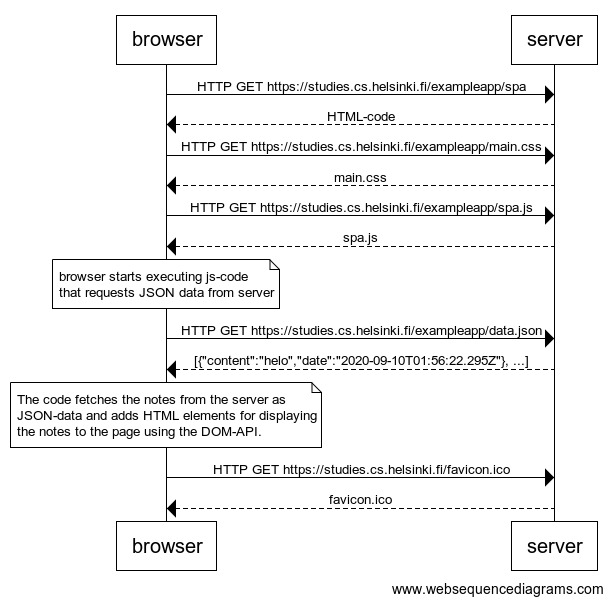 browser
server
HTTP GET https://studies.cs.helsinki.fi/exampleapp/spa
HTML-code
HTTP GET https://studies.cs.helsinki.fi/exampleapp/main.css
main.css
HTTP GET https://studies.cs.helsinki.fi/exampleapp/spa.js
spa.js
browser starts executing js-code
that requests JSON data from server
HTTP GET https://studies.cs.helsinki.fi/exampleapp/data.json
[{"content":"helo","date":"2020-09-10T01:56:22.295Z"}, ...]
The code fetches the notes from the server as
JSON-data and adds HTML elements for displaying
the notes to the page using the DOM-API.
HTTP GET https://studies.cs.helsinki.fi/favicon.ico
favicon.ico
browser
server
www.websequencediagrams.com